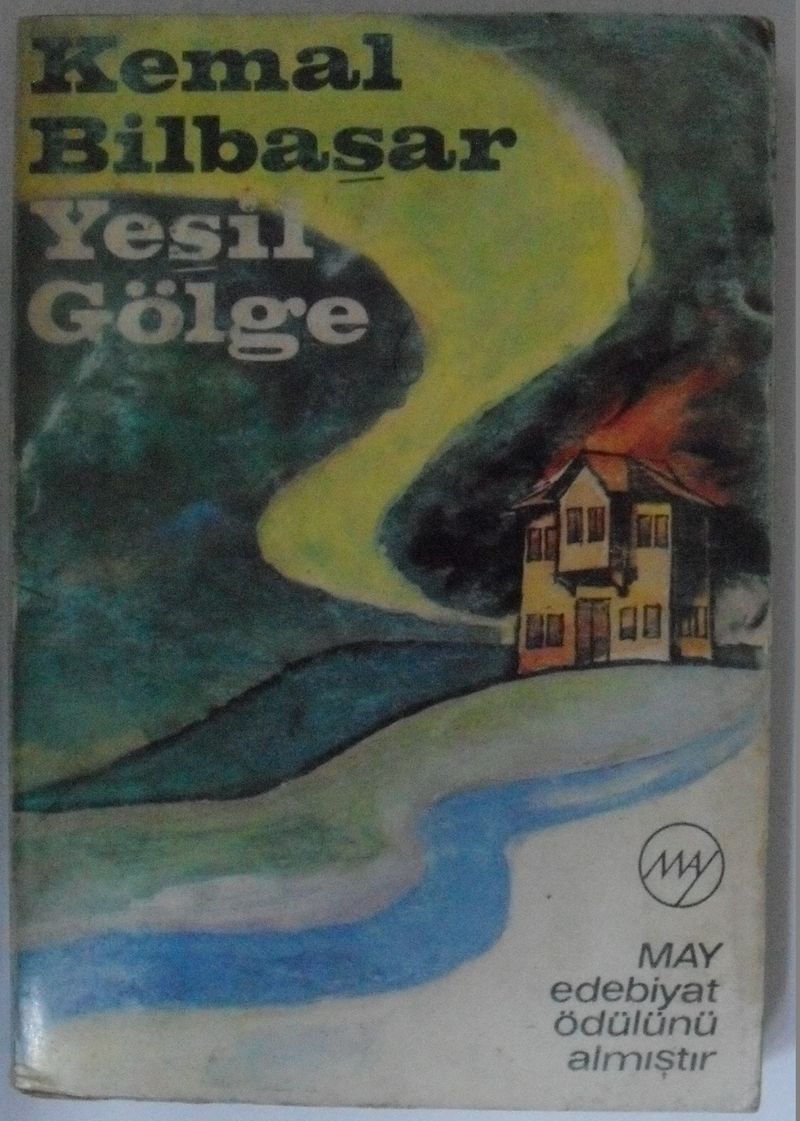 Kemal
Bilbaşar
Yeşil
Gölge
MAY
MAY
edebiyat
ödülünü
almıştır